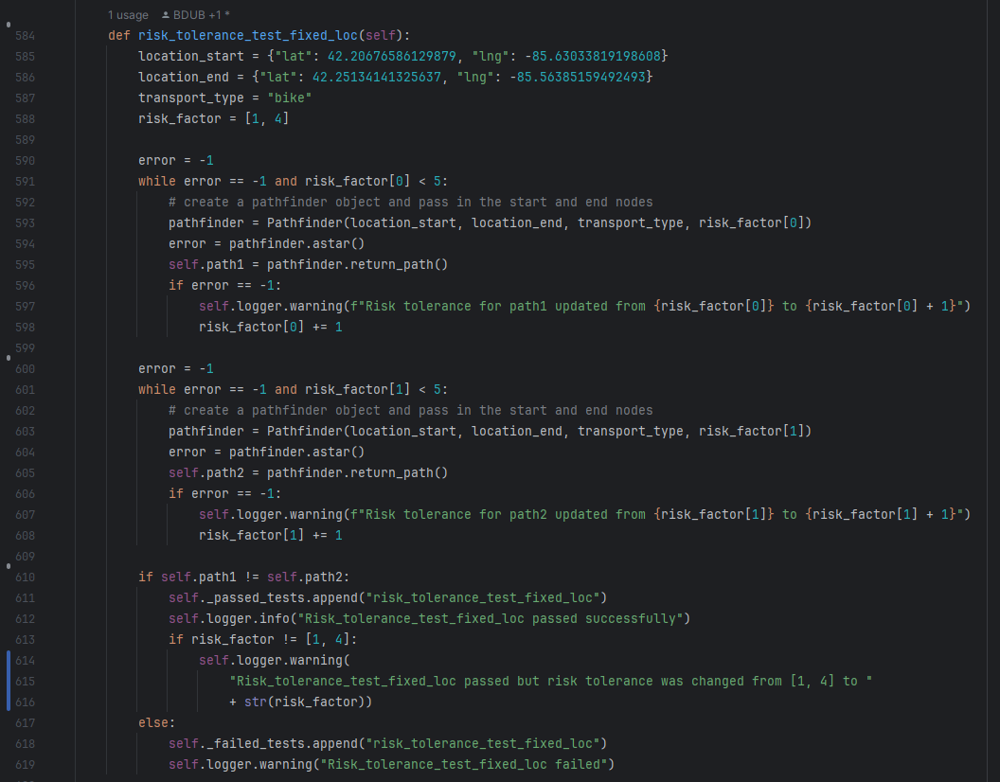 1 usage BDUB +1 *
584 def risk_tolerance_test_fixed_loc(self):
585 location_start = {"lat": 42.20676586129879, "lng": -85.63033819198608}
586 location_end = {"lat": 42.25134141325637, "lng": -85.56385159492493}
587 transport_type = "bike"
588 risk_factor = [1, 4]
589
590 error = -1
591 while error == -1 and risk_factor[0] < 5:
592 # create a pathfinder object and pass in the start and end nodes
593 pathfinder = Pathfinder(location_start, location_end, transport_type, risk_factor[0])
594 error = pathfinder.astar()
595 self.path1 = pathfinder.return_path()
596 if error == -1:
597 self.logger.warning(f"Risk tolerance for path1 updated from {risk_factor[0]} to {risk_factor[0] + 1}")
598 risk_factor[0] += 1
599
600 error = -1
601 while error == -1 and risk_factor[1] < 5:
602 # create a pathfinder object and pass in the start and end nodes
603 pathfinder = Pathfinder(location_start, location_end, transport_type, risk_factor[1])
604 error = pathfinder.astar()
605 self.path2 = pathfinder.return_path()
606 if error == -1:
607 self.logger.warning(f"Risk tolerance for path2 updated from {risk_factor[1]} to {risk_factor[1] + 1}")
608 risk_factor[1] += 1
609
610 if self.path1 != self.path2:
611 self._passed_tests.append("risk_tolerance_test_fixed_loc")
612 self.logger.info("Risk_tolerance_test_fixed_loc passed successfully")
613 if risk_factor != [1, 4]:
614 self.logger.warning(
615 "Risk_tolerance_test_fixed_loc passed but risk tolerance was changed from [1, 4] to "
616 + str(risk_factor))
617 else:
618 self._failed_tests.append("risk_tolerance_test_fixed_loc")
619 self.logger.warning("Risk_tolerance_test_fixed_loc failed")